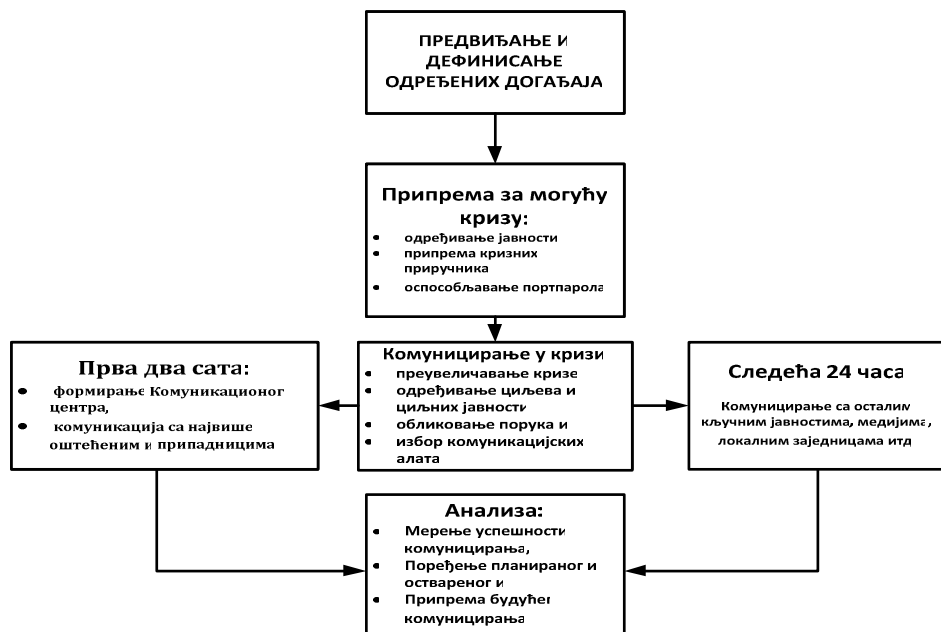 ПРЕДВИЂАЊЕ И
ДЕФИНИСАЊЕ
ОДРЕЂЕНИХ ДОГАЂАЈА
Припрема за могућу
кризу:
• одређивање јавности
• припрема кризних
приручника
• оспособљавање портпарола
Прва два сата:
• формирање Комуникационог
центра,
• комуникација са највише
оштећеним и припадницима
Комуницирање у кризи
• преувеличавање кризе
• одређивање циљева и
циљних јавности
• обликовање порука и
• избор комуникацијских
алата
Следећа 24 часа
Комуницирање са осталим
кључним јавностима, медијима,
локалним заједницама итд
Анализа:
• Мерење успешности
комуницирања,
• Поређење планираног и
оствареног и
• Припрема будућег
комуницирања